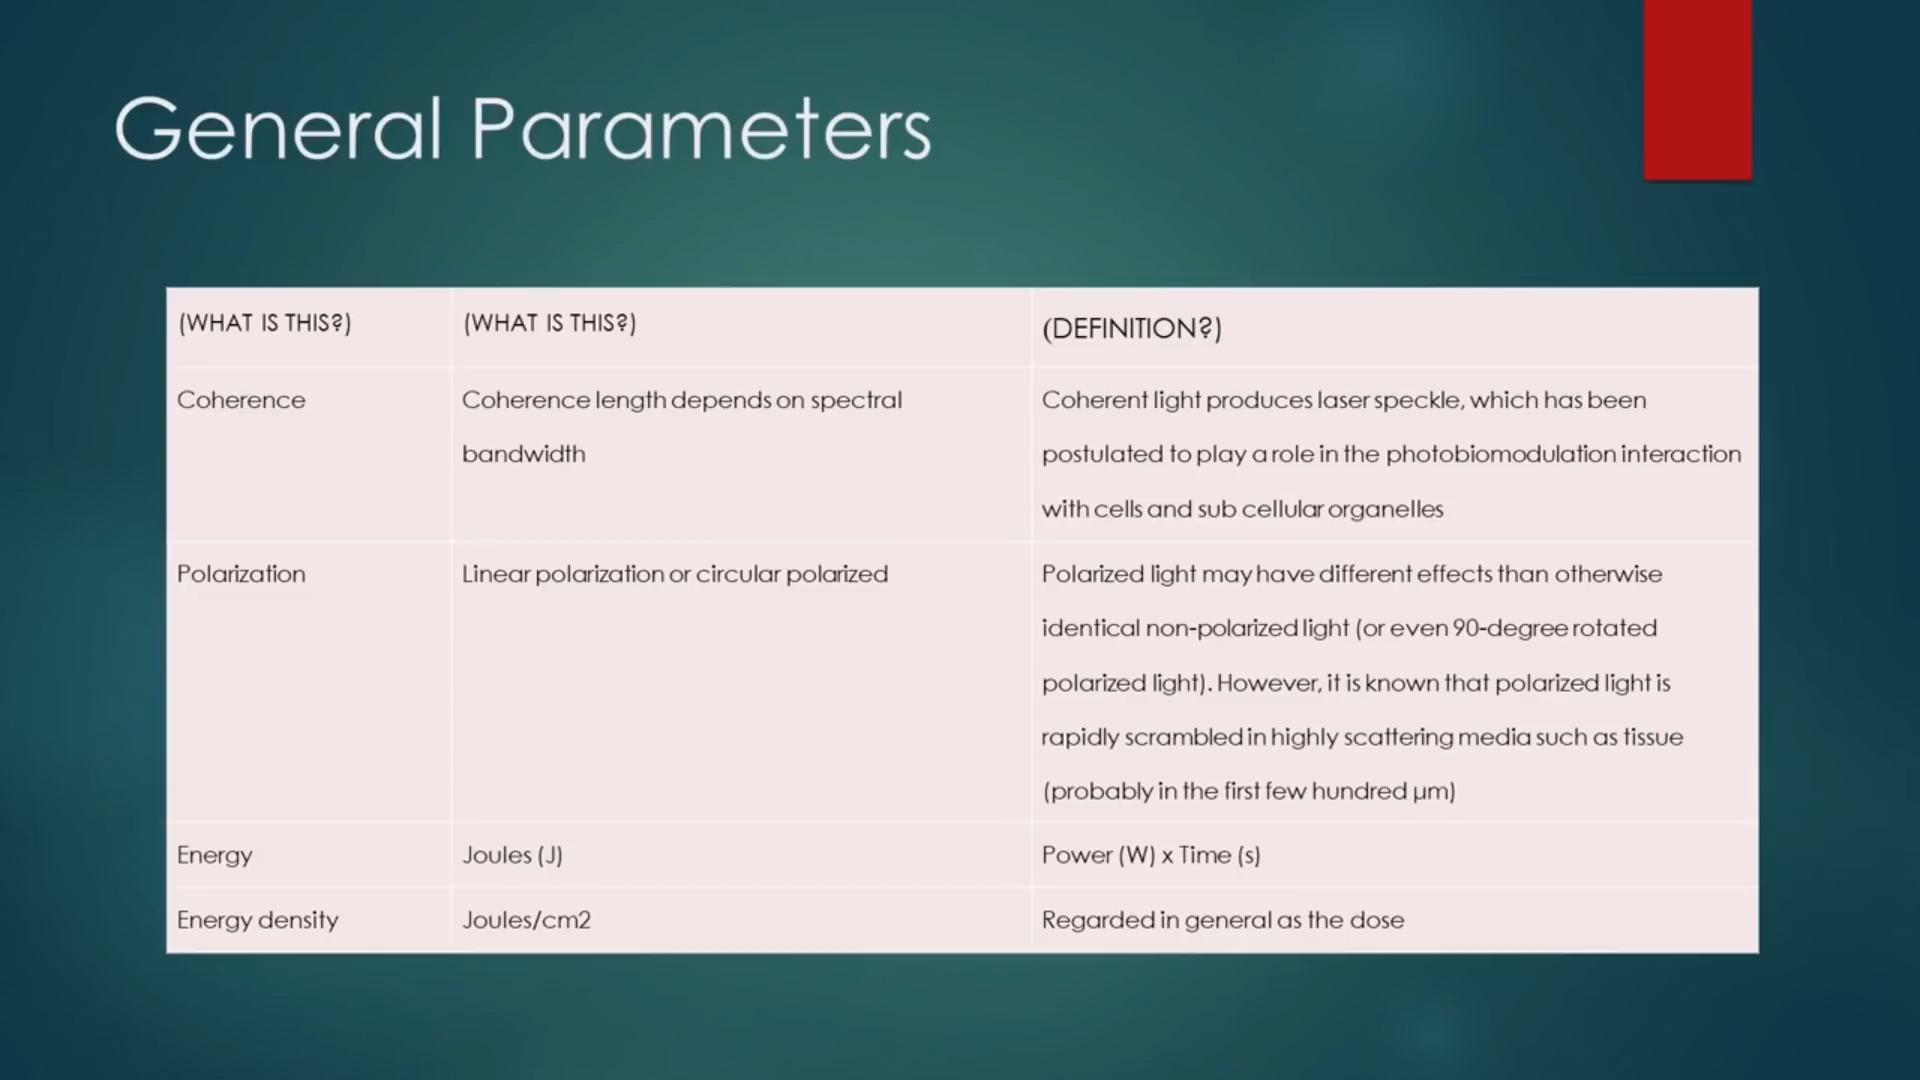 General Parameters
(WHAT IS THIS?)
(WHAT IS THIS?)
(DEFINITION?)
Coherence
Coherence length depends on spectral
bandwidth
Coherent light produces laser speckle, which has been
postulated to play a role in the photobiomodulation interaction
with cells and sub cellular organelles
Polarization
Linear polarization or circular polarized
Polarized light may have different effects than otherwise
identical non-polarized light (or even 90-degree rotated
polarized light). However, it is known that polarized light is
rapidly scrambled in highly scattering media such as tissue
(probably in the first few hundred µm)
Energy
Joules (J)
Power (W) x Time (s)
Energy density
Joules/cm2
Regarded in general as the dose